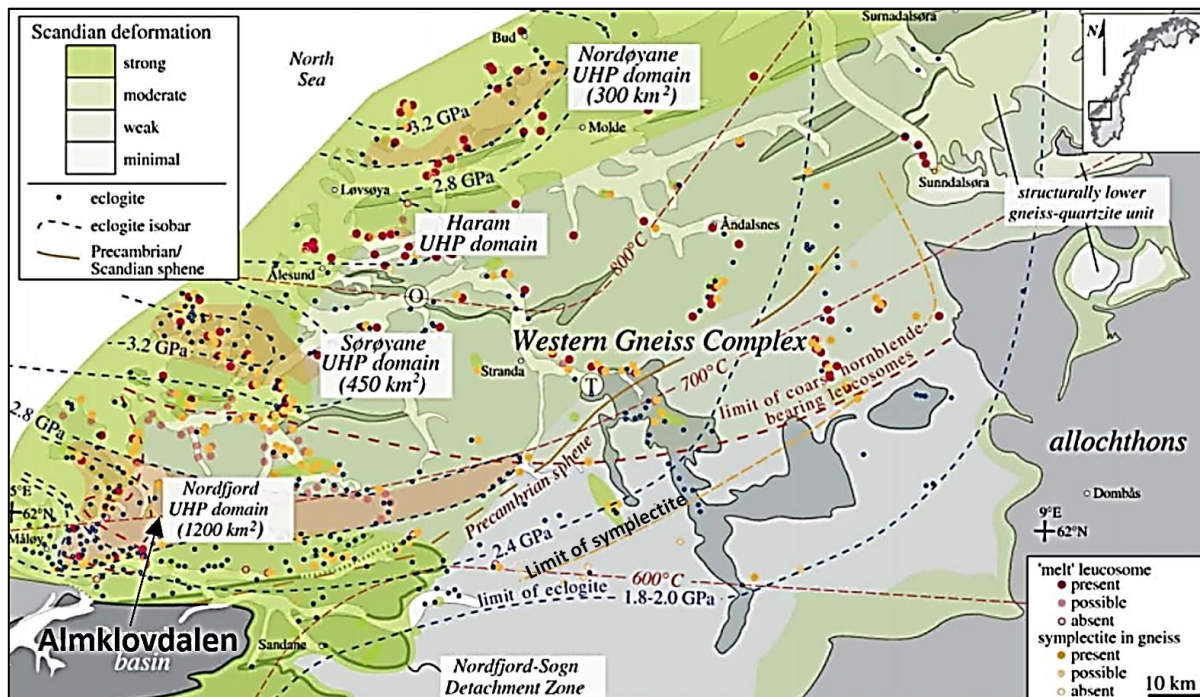 Scandian deformation
strong
moderate
weak
minimal
eclogite
eclogite isobar
Precambrian/
Scandian sphene
North
Sea
Bud
Nordøyane
UHP domain
(300 km²)
Surnadalsøra
N
3.2 GPa
Molde
2.8 GPa
Løvsøya
Sunndalsøra
structurally lower
gneiss-quartzite unit
Haram
UHP domain
Åndalsnes
800°C
Ålesund
O
3.2 GPa
Sørøyane
UHP domain
(450 km²)
Western Gneiss Complex
Stranda
T
700°C
limit of coarse hornblende
bearing leucosomes
2.8 GPa
allochthons
Nordfjord
UHP domain
(1200 km²)
Precambrian sphene
5°E
62°N
Måløy
Dombås
9°E
62°N
2.4 GPa
Limit of symplectite
600°C
limit of eclogite
1.8-2.0 GPa
Almklovdalen
basin
Sandane
Nordfjord-Sogn
Detachment Zone
'melt' leucosome
present
possible
absent
symplectite in gneiss
present
possible
absent
10 km